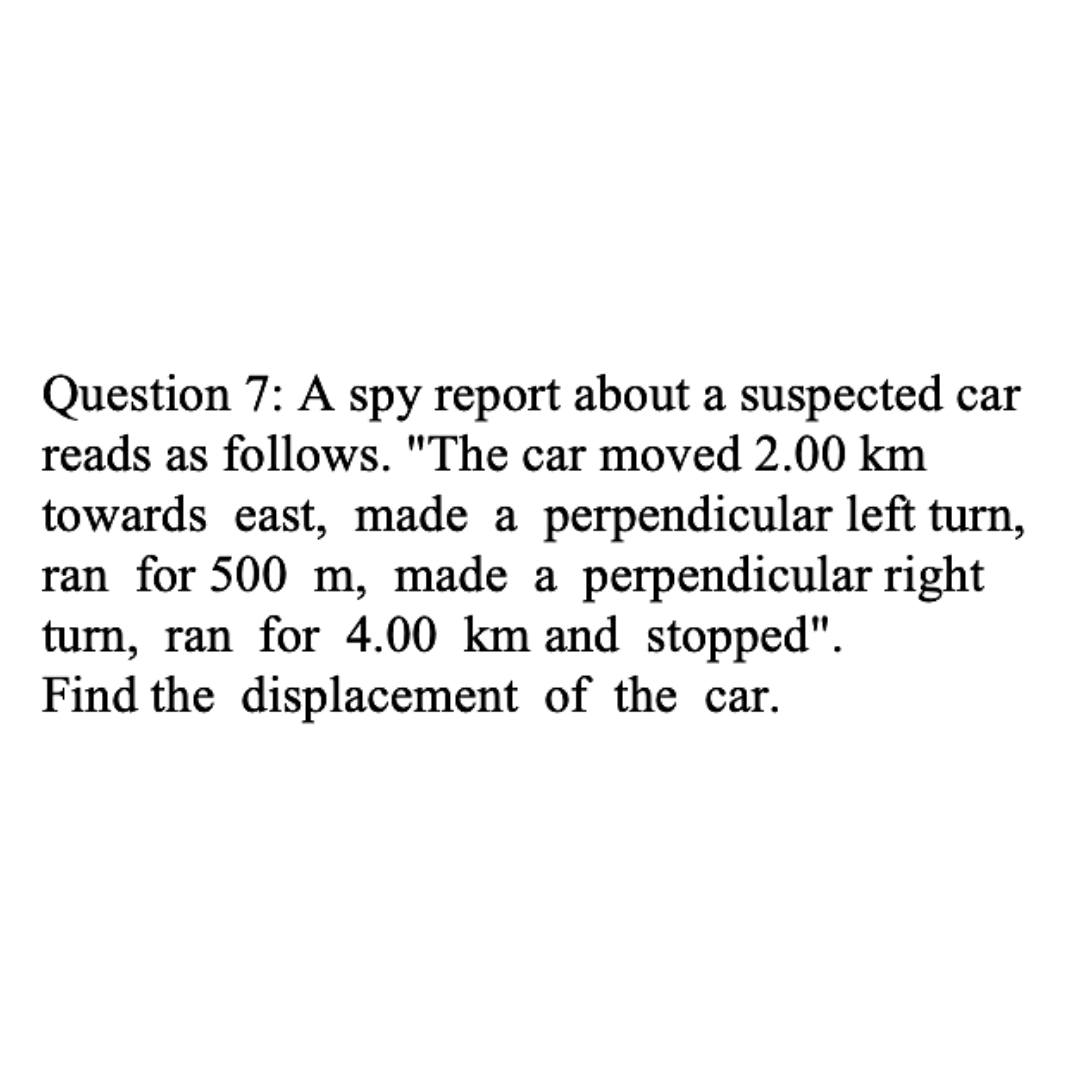 Question 7: A spy report about a suspected car
reads as follows. "The car moved 2.00 km
towards east, made a perpendicular left turn,
ran for 500 m, made a perpendicular right
turn, ran for 4.00 km and stopped".
Find the displacement of the car.